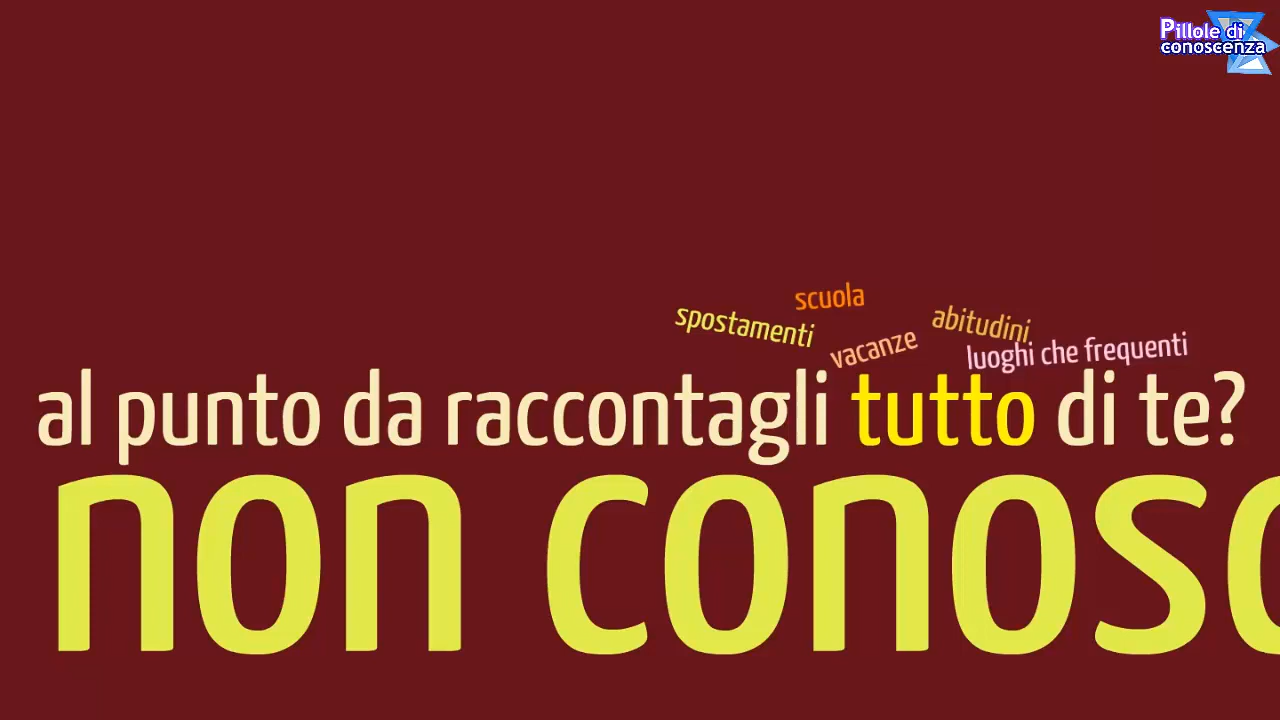 Pillole di
conoscenza
scuola
spostamenti
abitudini
vacanze
luoghi che frequenti
al punto da raccontagli tutto di te?
non conosc